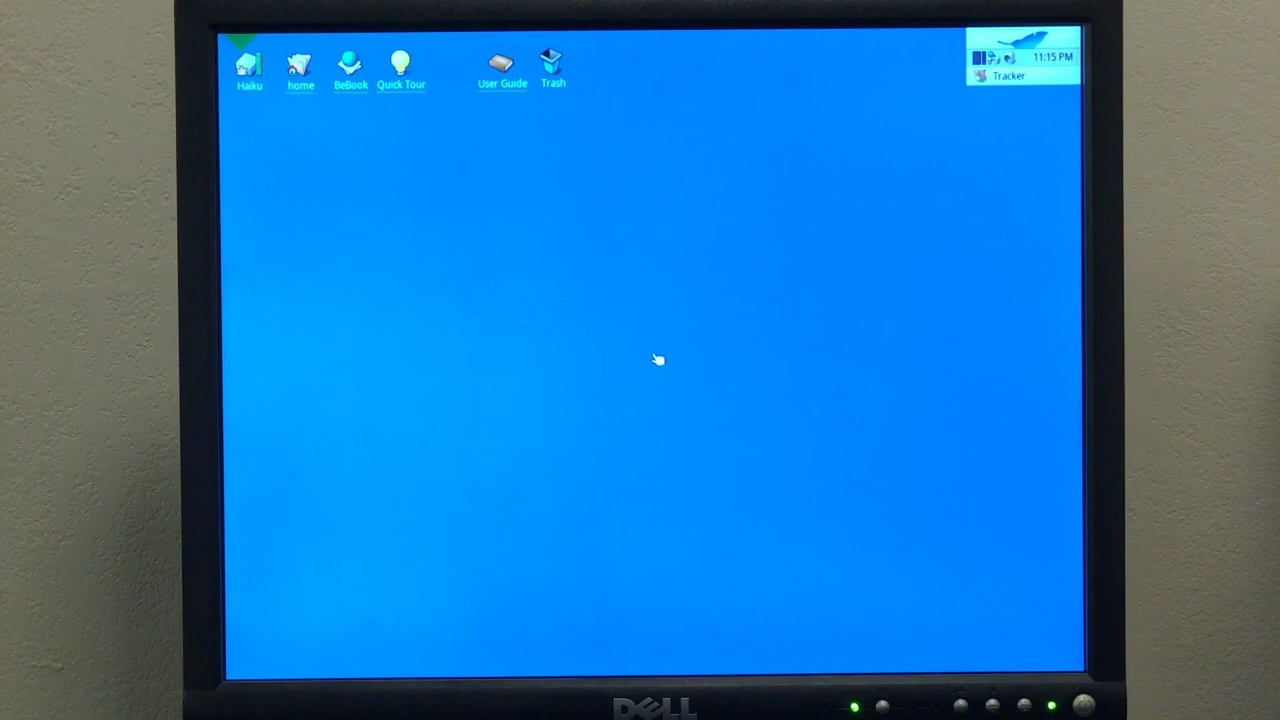 Haiku
home
BeBook
Quick Tour
User Guide
Trash
11:15 PM
Tracker
DELL